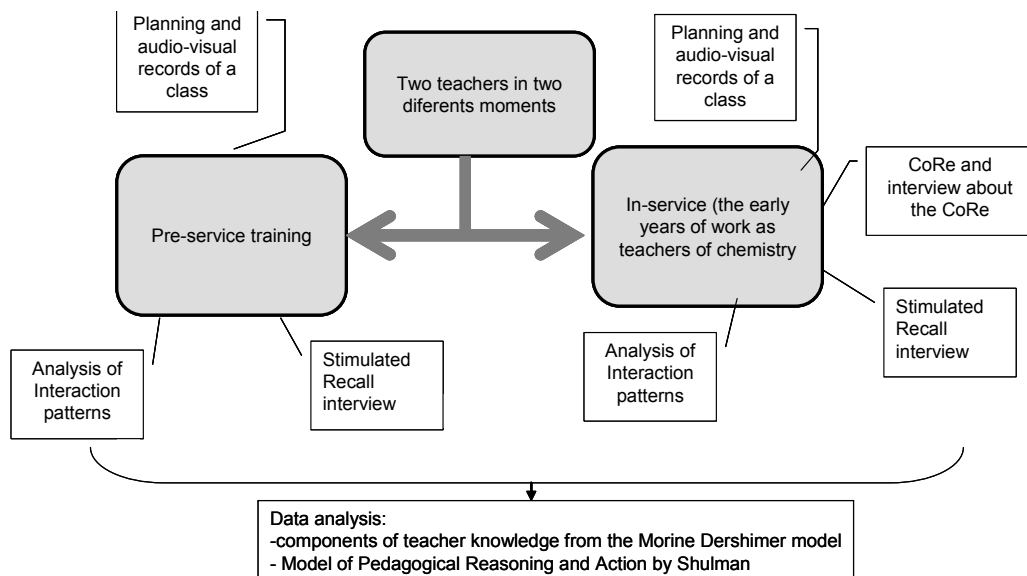 Planning and
audio-visual
records of a
class
Two teachers in two
diferents moments
Planning and
audio-visual
records of a
class
Pre-service training
In-service (the early
years of work as
teachers of chemistry
CoRe and
interview about
the CoRe
Analysis of
Interaction
patterns
Stimulated
Recall
interview
Analysis of
Interaction
patterns
Stimulated
Recall
interview
Data analysis:
-components of teacher knowledge from the Morine Dershimer model
- Model of Pedagogical Reasoning and Action by Shulman